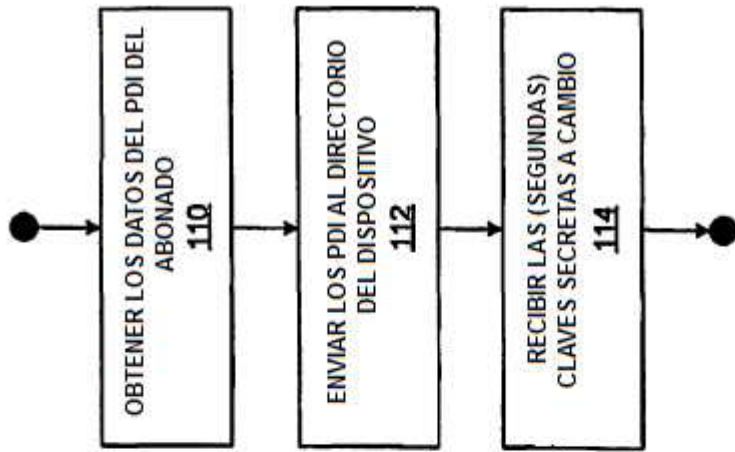 OBTENER LOS DATOS DEL PDI DEL
ABONADO
110
ENVIAR LOS PDI AL DIRECTORIO
DEL DISPOSITIVO
112
RECIBIR LAS (SEGUNDAS)
CLAVES SECRETAS A CAMBIO
114